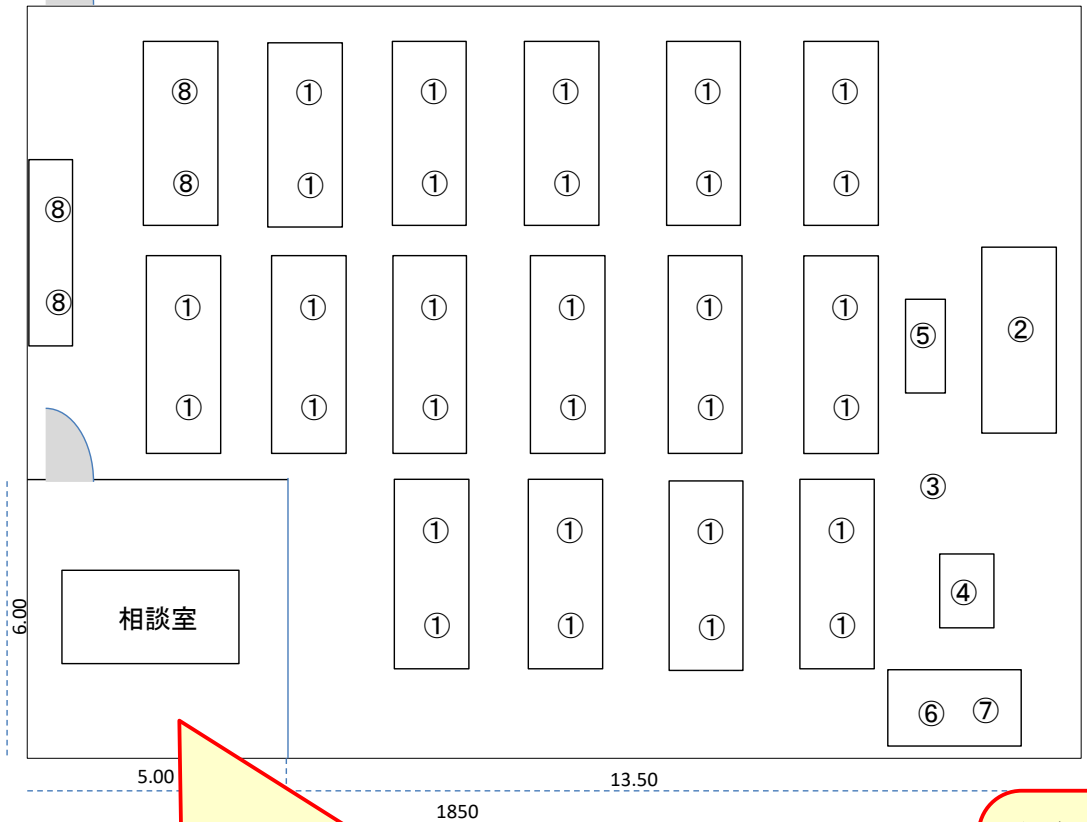 ⑧ ① ① ① ① ①
⑧ ① ① ① ① ①
⑧
⑧
① ① ① ① ① ①
① ① ① ① ① ①
⑤ ②
③
① ① ① ①
① ① ① ①
④
⑥ ⑦
相談室
6.00
5.00 13.50
1850